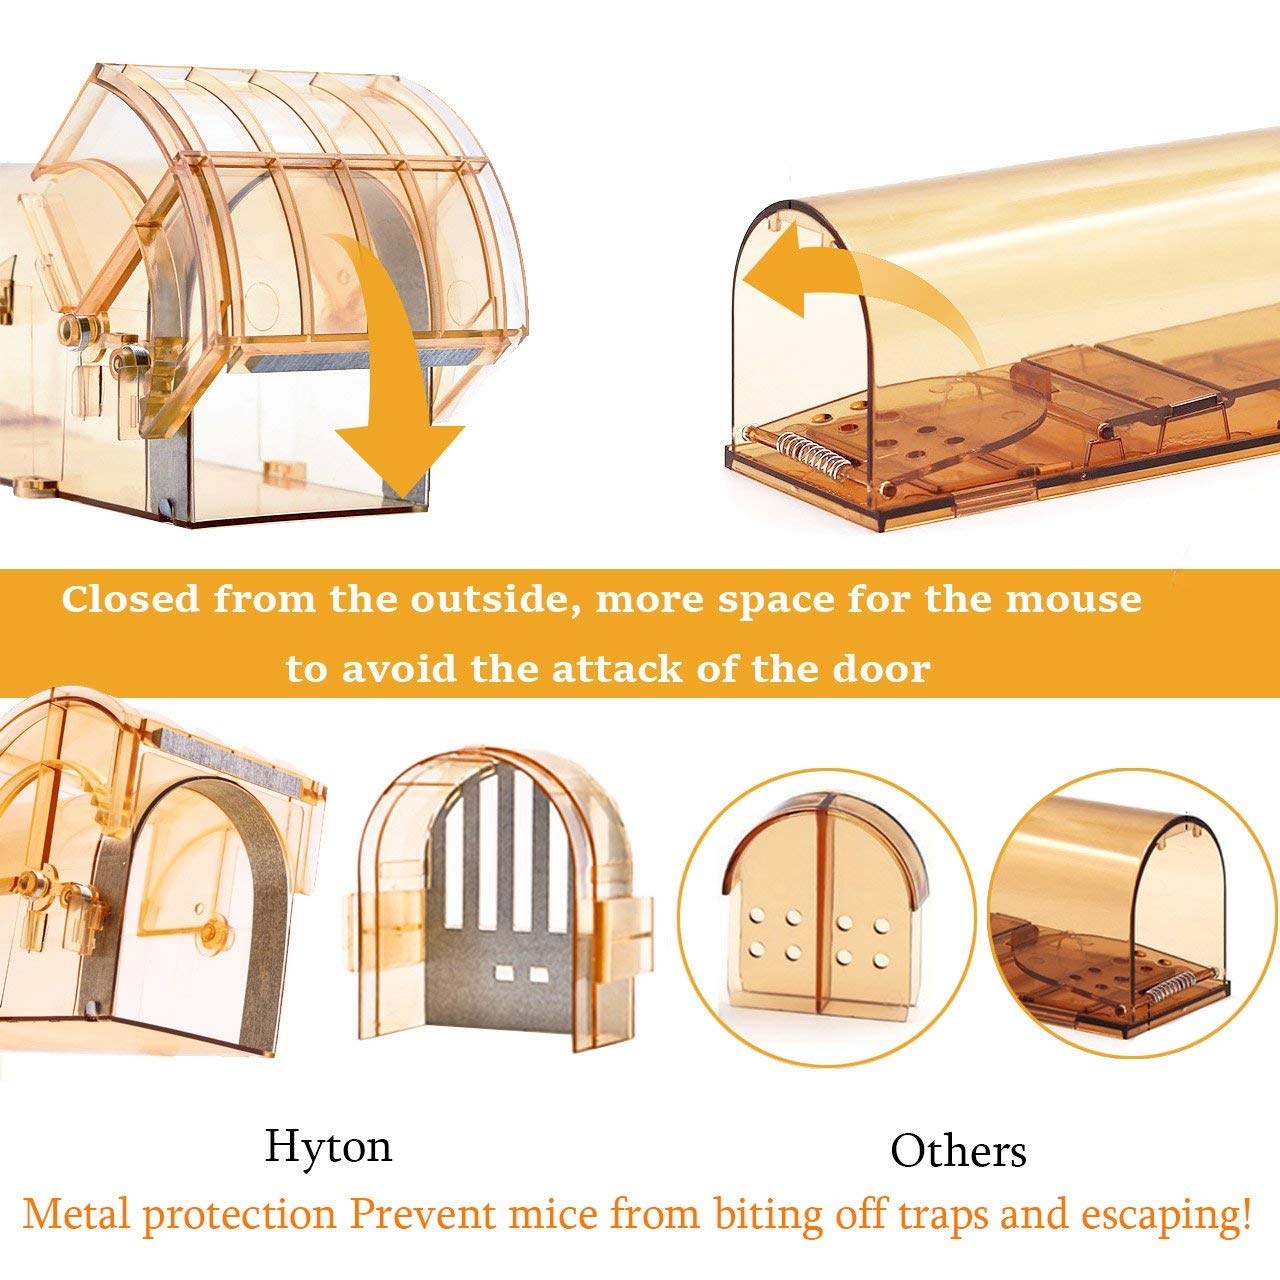 Closed from the outside, more space for the mouse
to avoid the attack of the door
Hyton
Others
Metal protection Prevent mice from biting off traps and escaping!